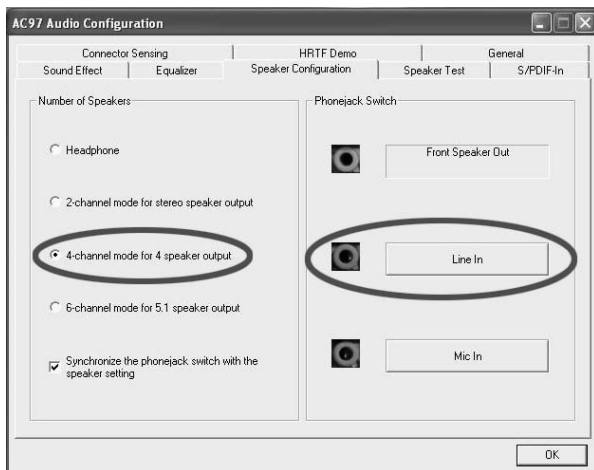 AC97 Audio Configuration
Connector Sensing
HRTF Demo
General
Sound Effect
Equalizer
Speaker Configuration
Speaker Test
S/PDIF-In
Number of Speakers
Headphone
2-channel mode for stereo speaker output
4-channel mode for 4 speaker output
6-channel mode for 5.1 speaker output
Synchronize the phonejack switch with the
speaker setting
Phonejack Switch
Front Speaker Out
Line In
Mic In
OK